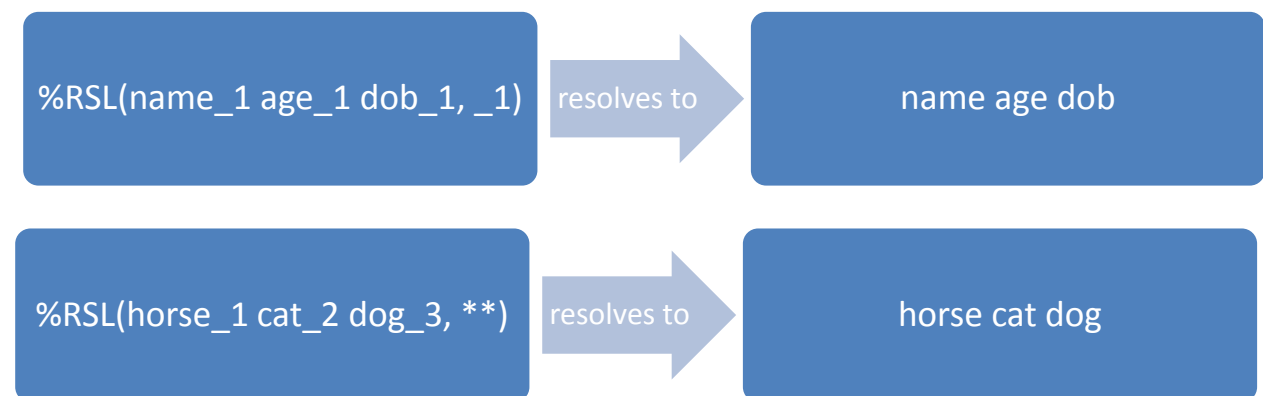 %RSL(name_1 age_1 dob_1, _1)
resolves to
name age dob
%RSL(horse_1 cat_2 dog_3, **)
resolves to
horse cat dog